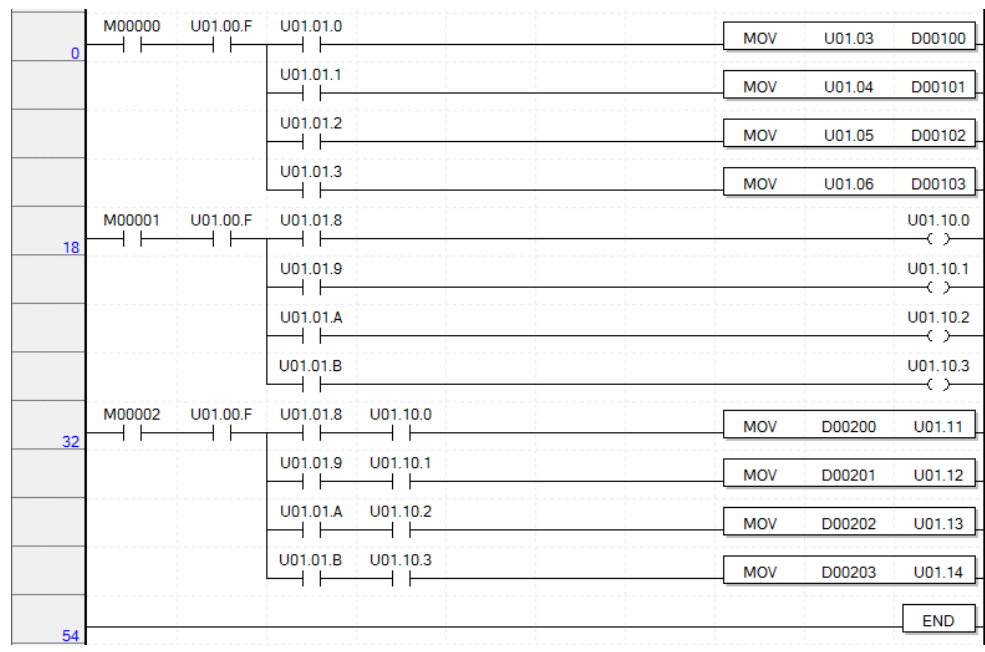 M00000 U01.00.F U01.01.0
0 MOV U01.03 D00100
U01.01.1
MOV U01.04 D00101
U01.01.2
MOV U01.05 D00102
U01.01.3
MOV U01.06 D00103
M00001 U01.00.F U01.01.8 U01.10.0
18
U01.01.9 U01.10.1
U01.01.A U01.10.2
U01.01.B U01.10.3
M00002 U01.00.F U01.01.8 U01.10.0
32 MOV D00200 U01.11
U01.01.9 U01.10.1
MOV D00201 U01.12
U01.01.A U01.10.2
MOV D00202 U01.13
U01.01.B U01.10.3
MOV D00203 U01.14
54 END